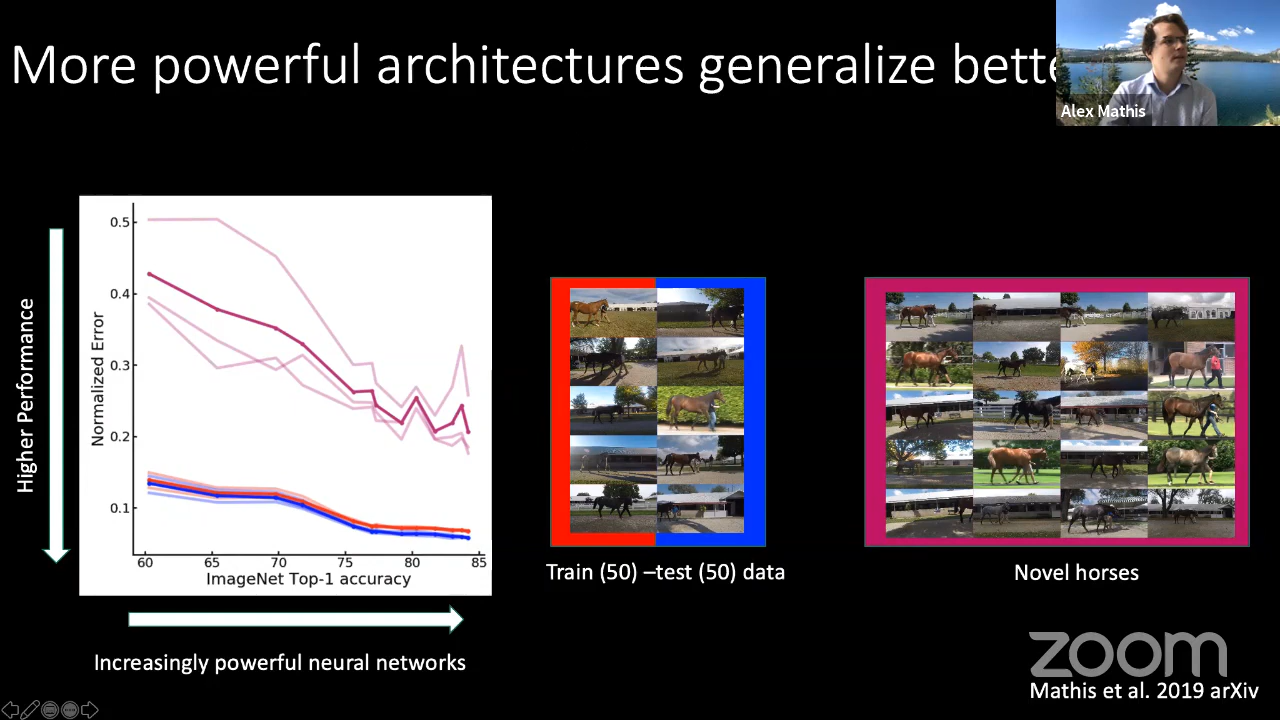 More powerful architectures generalize bette
Alex Mathis
Higher Performance
Normalized Error
0.5
0.4
0.3
0.2
0.1
60 65 70 75 80 85
ImageNet Top-1 accuracy
Increasingly powerful neural networks
Train (50) –test (50) data
Novel horses
zoom
Mathis et al. 2019 arXiv